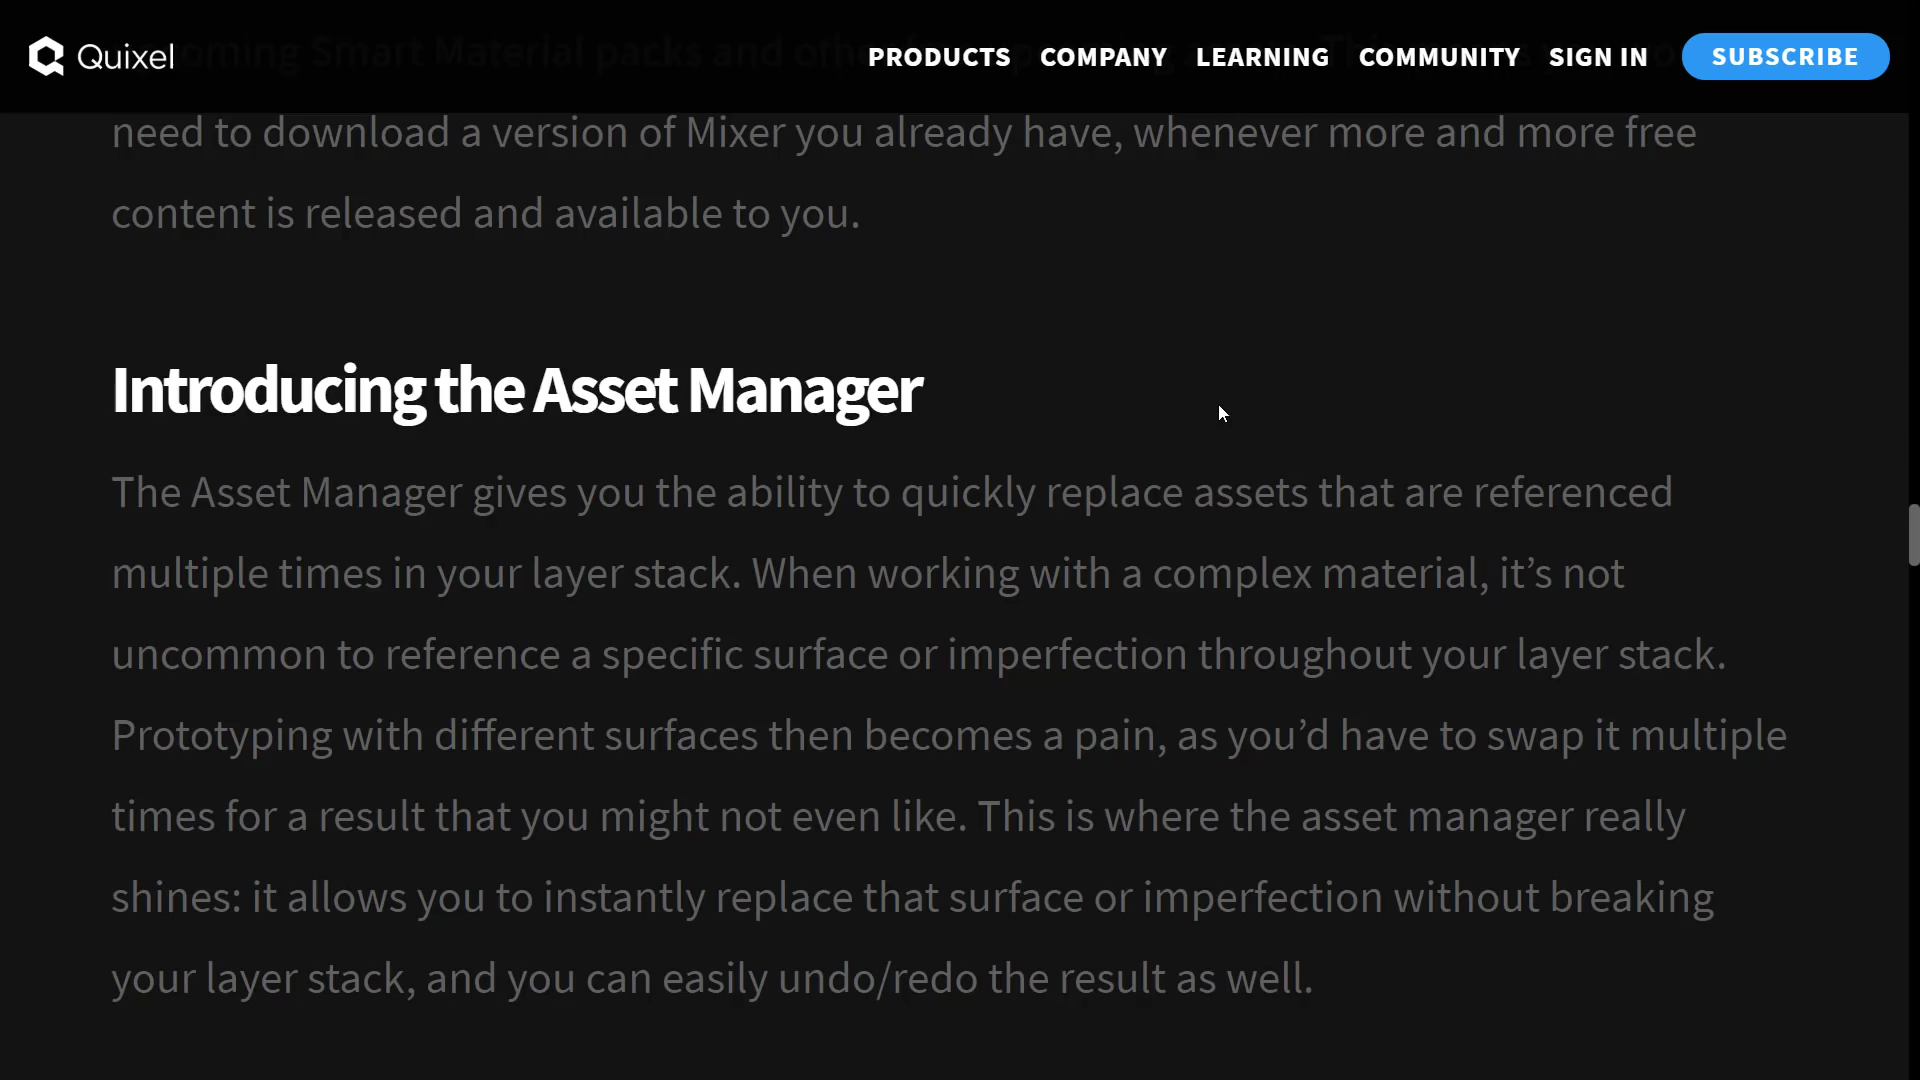 Quixel
PRODUCTS COMPANY LEARNING COMMUNITY SIGN IN SUBSCRIBE
oming Smart Material packs and othe
need to download a version of Mixer you already have, whenever more and more free
content is released and available to you.
Introducing the Asset Manager
The Asset Manager gives you the ability to quickly replace assets that are referenced
multiple times in your layer stack. When working with a complex material, it’s not
uncommon to reference a specific surface or imperfection throughout your layer stack.
Prototyping with different surfaces then becomes a pain, as you’d have to swap it multiple
times for a result that you might not even like. This is where the asset manager really
shines: it allows you to instantly replace that surface or imperfection without breaking
your layer stack, and you can easily undo/redo the result as well.